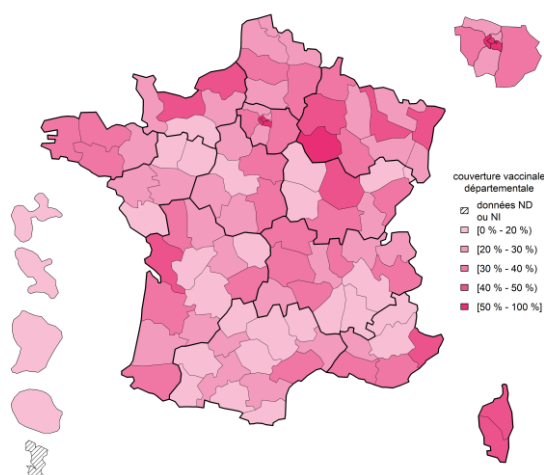 couverture vaccinale
départementale
données ND
ou NI
[0 % - 20 %[
[20 % - 30 %[
[30 % - 40 %[
[40 % - 50 %[
[50 % - 100 %]